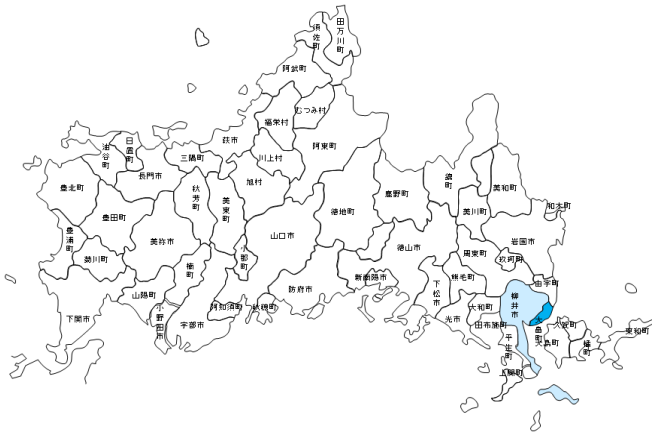 田万川町
須佐町
阿武町
むつみ村
福栄村
萩市
川上村
阿東町
日置町
油谷町
三隅町
長門市
旭村
豊北町
秋芳町
美東町
徳地町
鹿野町
錦町
美和町
和木町
美川町
豊田町
豊浦町
美祢市
山口市
徳山市
周東町
岩国市
玖珂町
菊川町
楠町
小郡町
新南陽市
熊毛町
由宇町
山陽町
防府市
下松市
柳井市
阿知須町
秋穂町
大和町
下関市
小野田市
宇部市
光市
田布施町
大畠町
久賀町
東和町
平生町
大島町
橘町
上関町